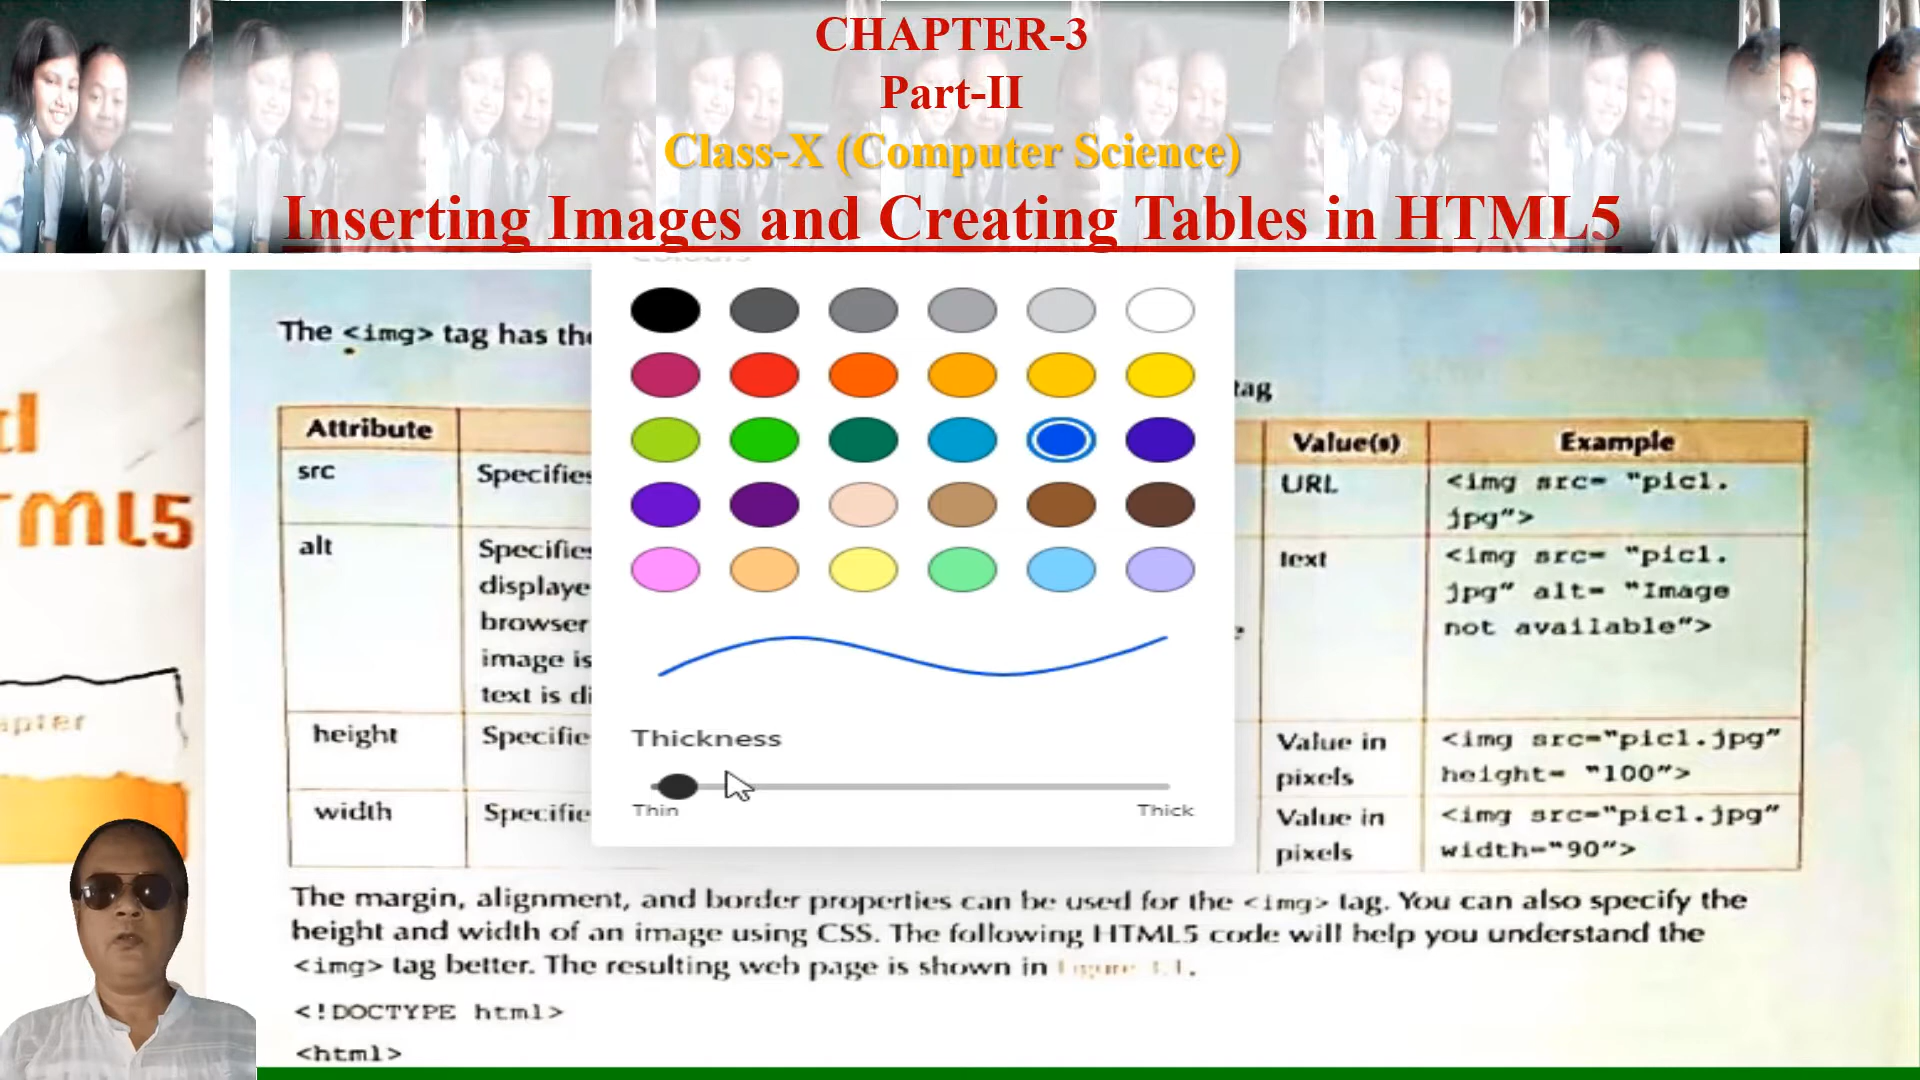 CHAPTER-3
Part-II
Class-X (Computer Science)
Inserting Images and Creating Tables in HTML5
The <img> tag has the
tag
Attribute
Value(s)
Example
src
Specifies
URL
<img src= "pic1.
jpg">
alt
Specifies
displaye
browser
image is
text is di
text
<img src= "pic1.
jpg" alt= "Image
not available">
height
Specifie
Value in
pixels
<img src="pic1.jpg"
height= "100">
width
Specifie
Value in
pixels
<img src="pic1.jpg"
width="90">
Thickness
Thin
Thick
The margin, alignment, and border properties can be used for the <img> tag. You can also specify the
height and width of an image using CSS. The following HTML5 code will help you understand the
<img> tag better. The resulting web page is shown in
<!DOCTYPE html>
<html>